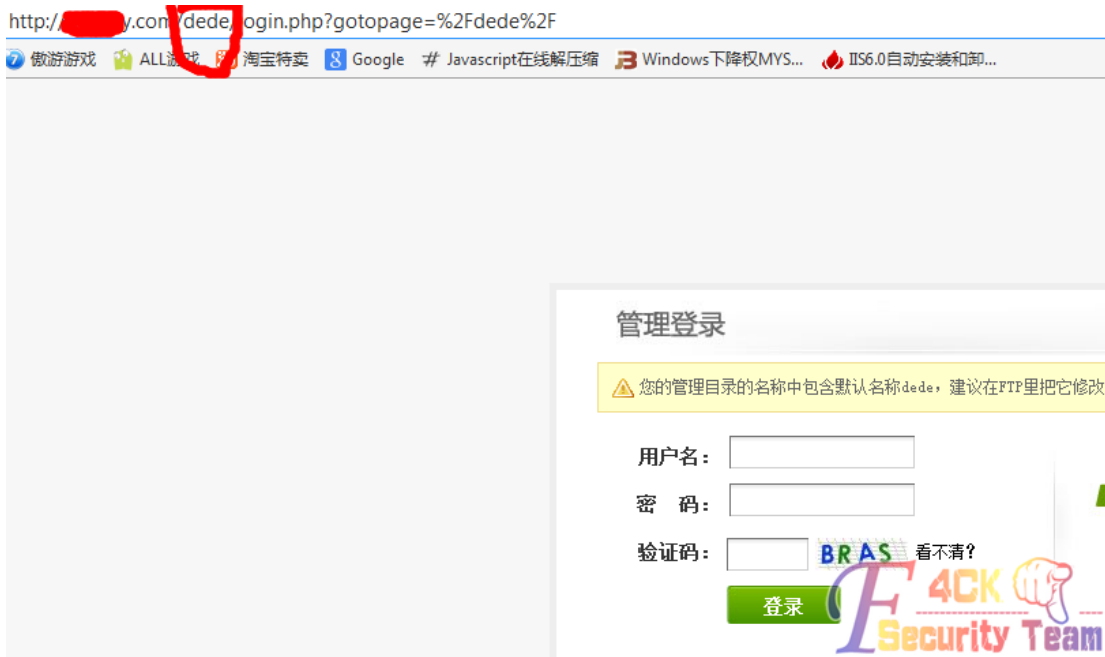 http://y.com/dede/login.php?gotopage=%2Fdede%2F
傲游游戏 ALL游戏 淘宝特卖 Google Javascript在线解压缩 Windows下降权MYS... IIS6.0自动安装和卸...
管理登录
您的管理目录的名称中包含默认名称dede，建议在FTP里把它修改
用户名：
密 码：
验证码： BRAS 看不清?
登录
F4CK
Security Team